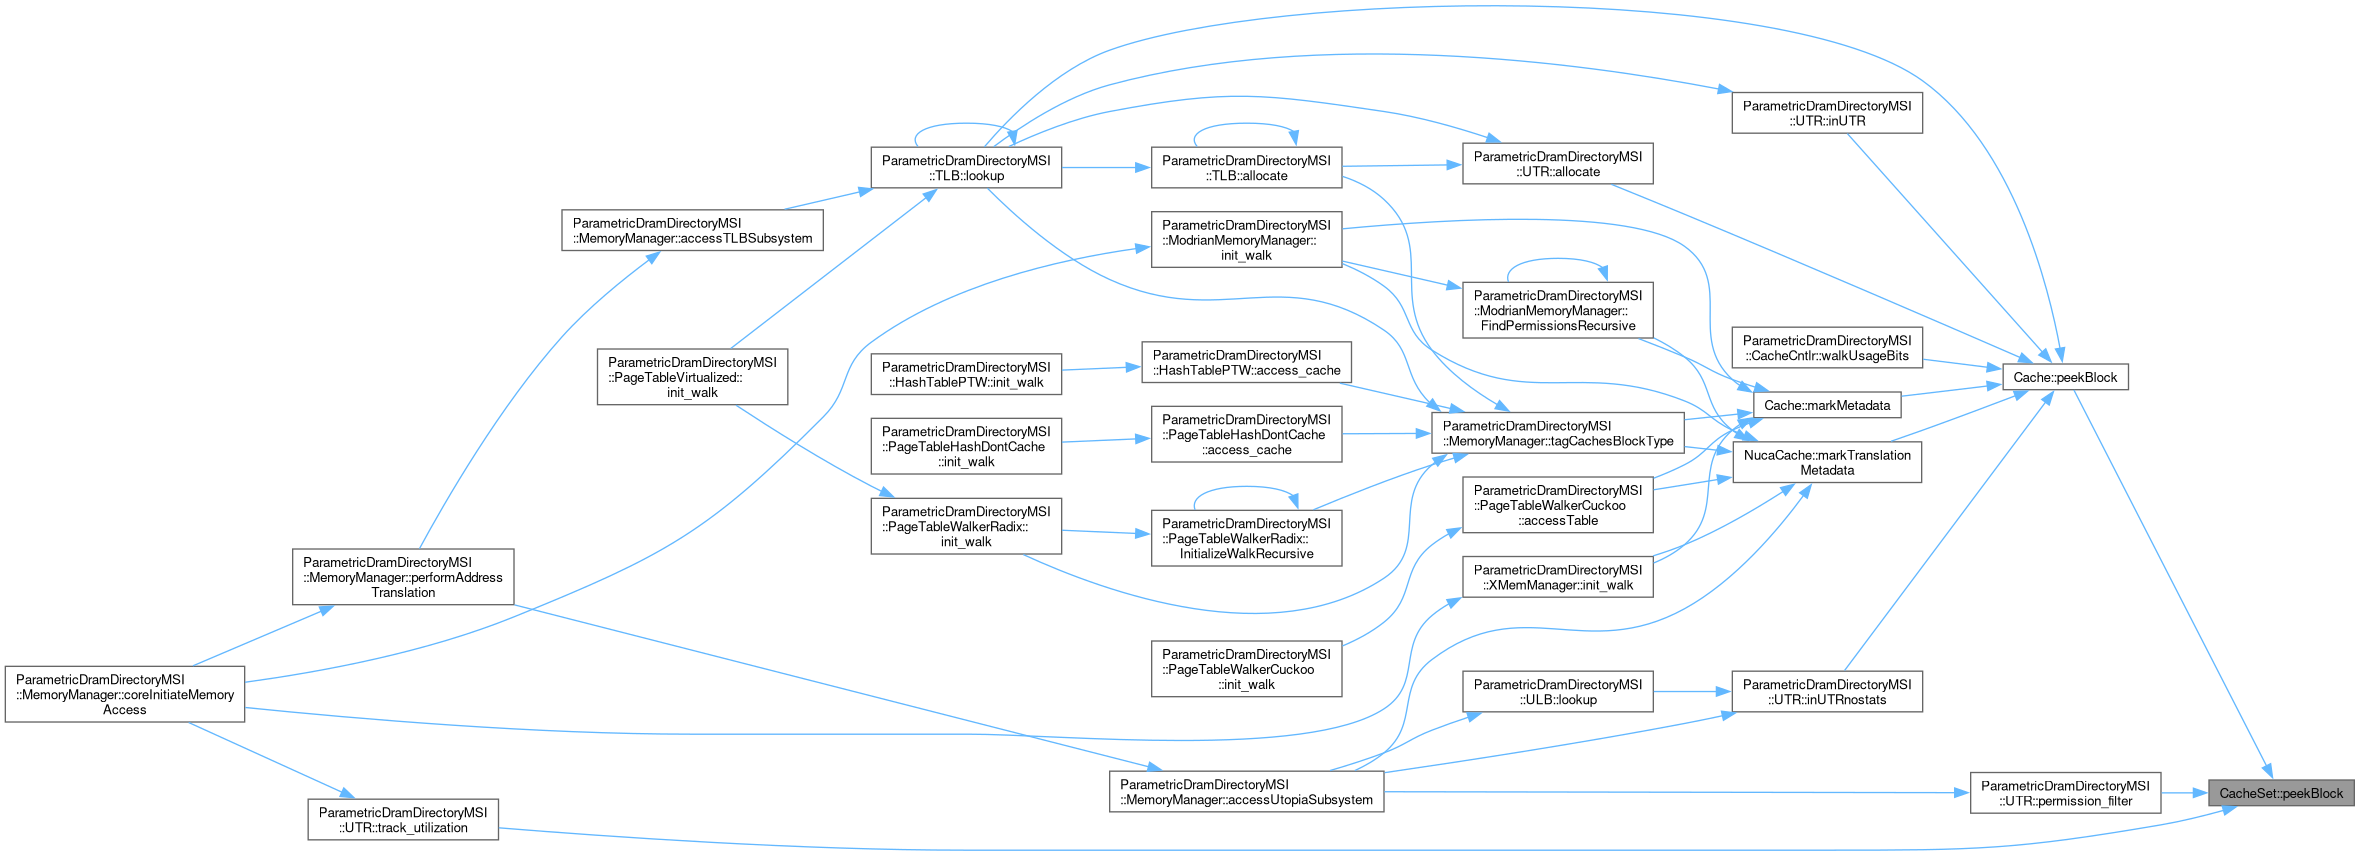 ParametricDramDirectoryMSI
::UTR::inUTR
ParametricDramDirectoryMSI
::TLB::lookup
ParametricDramDirectoryMSI
::TLB::allocate
ParametricDramDirectoryMSI
::UTR::allocate
ParametricDramDirectoryMSI
::MemoryManager::accessTLBSubsystem
ParametricDramDirectoryMSI
::ModrianMemoryManager::
init_walk
ParametricDramDirectoryMSI
::ModrianMemoryManager::
FindPermissionsRecursive
ParametricDramDirectoryMSI
::CacheCntlr::walkUsageBits
Cache::peekBlock
ParametricDramDirectoryMSI
::PageTableVirtualized::
init_walk
ParametricDramDirectoryMSI
::HashTablePTW::init_walk
ParametricDramDirectoryMSI
::HashTablePTW::access_cache
Cache::markMetadata
ParametricDramDirectoryMSI
::PageTableHashDontCache
::init_walk
ParametricDramDirectoryMSI
::PageTableHashDontCache
::access_cache
ParametricDramDirectoryMSI
::MemoryManager::tagCachesBlockType
NucaCache::markTranslation
Metadata
ParametricDramDirectoryMSI
::PageTableWalkerRadix::
init_walk
ParametricDramDirectoryMSI
::PageTableWalkerRadix::
InitializeWalkRecursive
ParametricDramDirectoryMSI
::PageTableWalkerCuckoo
::accessTable
ParametricDramDirectoryMSI
::MemoryManager::performAddress
Translation
ParametricDramDirectoryMSI
::XMemManager::init_walk
ParametricDramDirectoryMSI
::PageTableWalkerCuckoo
::init_walk
ParametricDramDirectoryMSI
::MemoryManager::coreInitiateMemory
Access
ParametricDramDirectoryMSI
::ULB::lookup
ParametricDramDirectoryMSI
::UTR::inUTRnostats
ParametricDramDirectoryMSI
::MemoryManager::accessUtopiaSubsystem
ParametricDramDirectoryMSI
::UTR::permission_filter
CacheSet::peekBlock
ParametricDramDirectoryMSI
::UTR::track_utilization